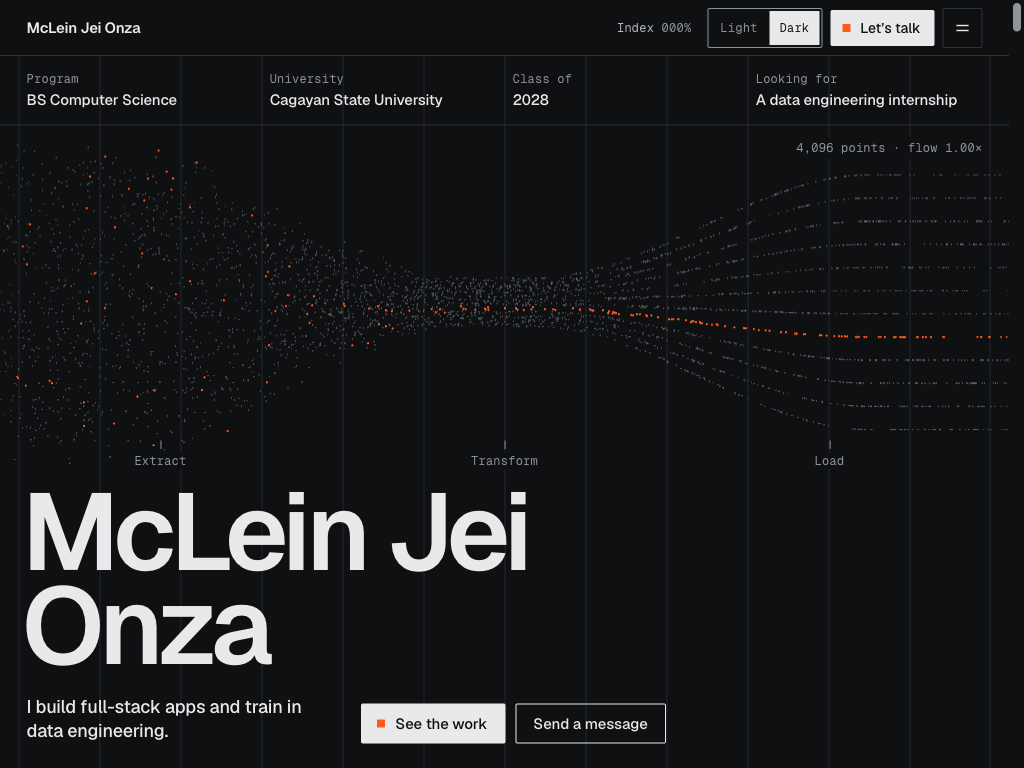 McLein Jei Onza
Index 000%
Light
Dark
Let's talk
Program
BS Computer Science
University
Cagayan State University
Class of
2028
Looking for
A data engineering internship
4,096 points · flow 1.00×
Extract
Transform
Load
McLein Jei
Onza
I build full-stack apps and train in
data engineering.
See the work
Send a message